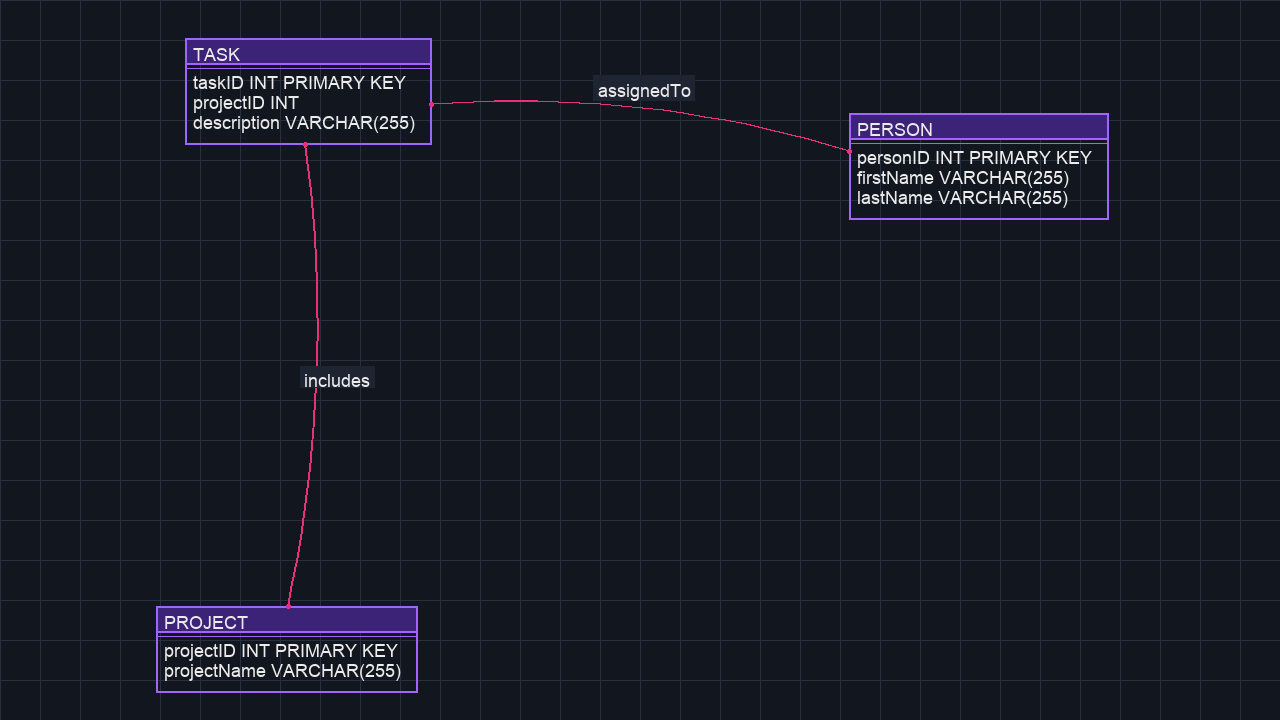 TASK
taskID INT PRIMARY KEY
projectID INT
description VARCHAR(255)
assignedTo
PERSON
personID INT PRIMARY KEY
firstName VARCHAR(255)
lastName VARCHAR(255)
includes
PROJECT
projectID INT PRIMARY KEY
projectName VARCHAR(255)